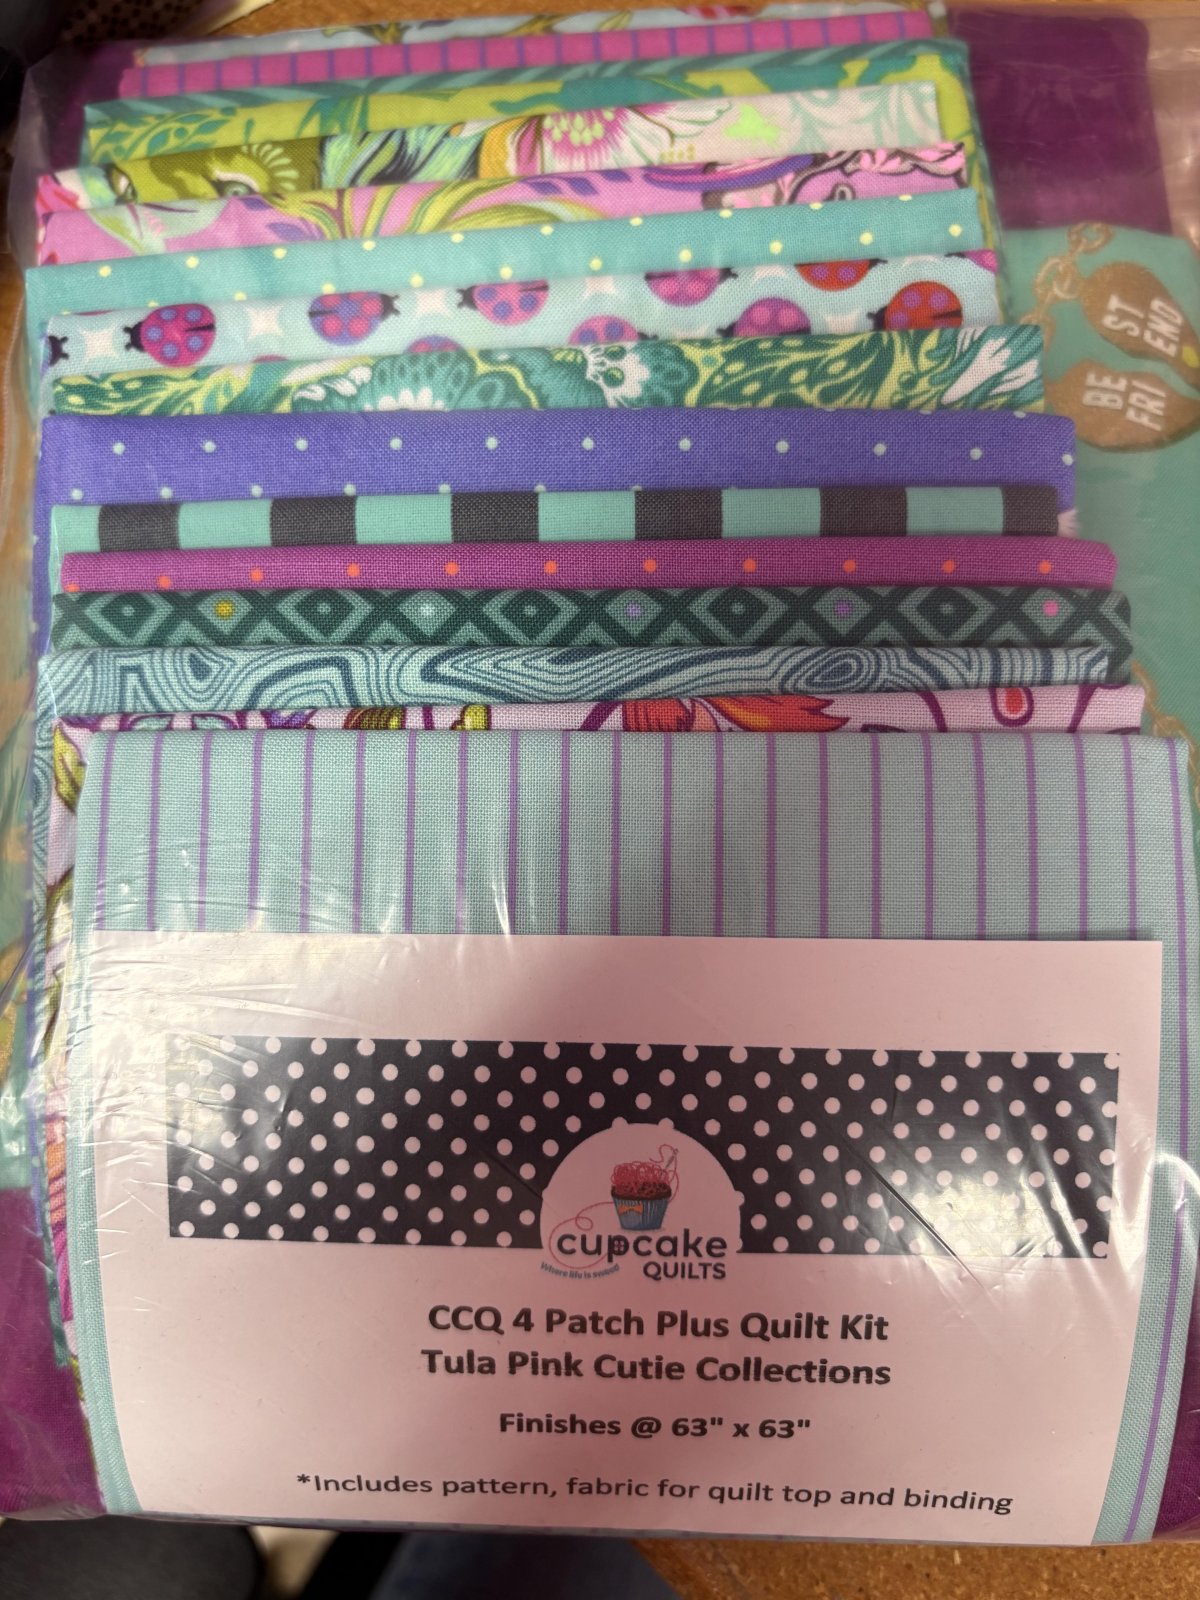 ST
END
BE
FRI
cupcake
Where life is sweet
QUILTS
CCQ 4 Patch Plus Quilt Kit
Tula Pink Cutie Collections
Finishes @ 63" x 63"
*Includes pattern, fabric for quilt top and binding